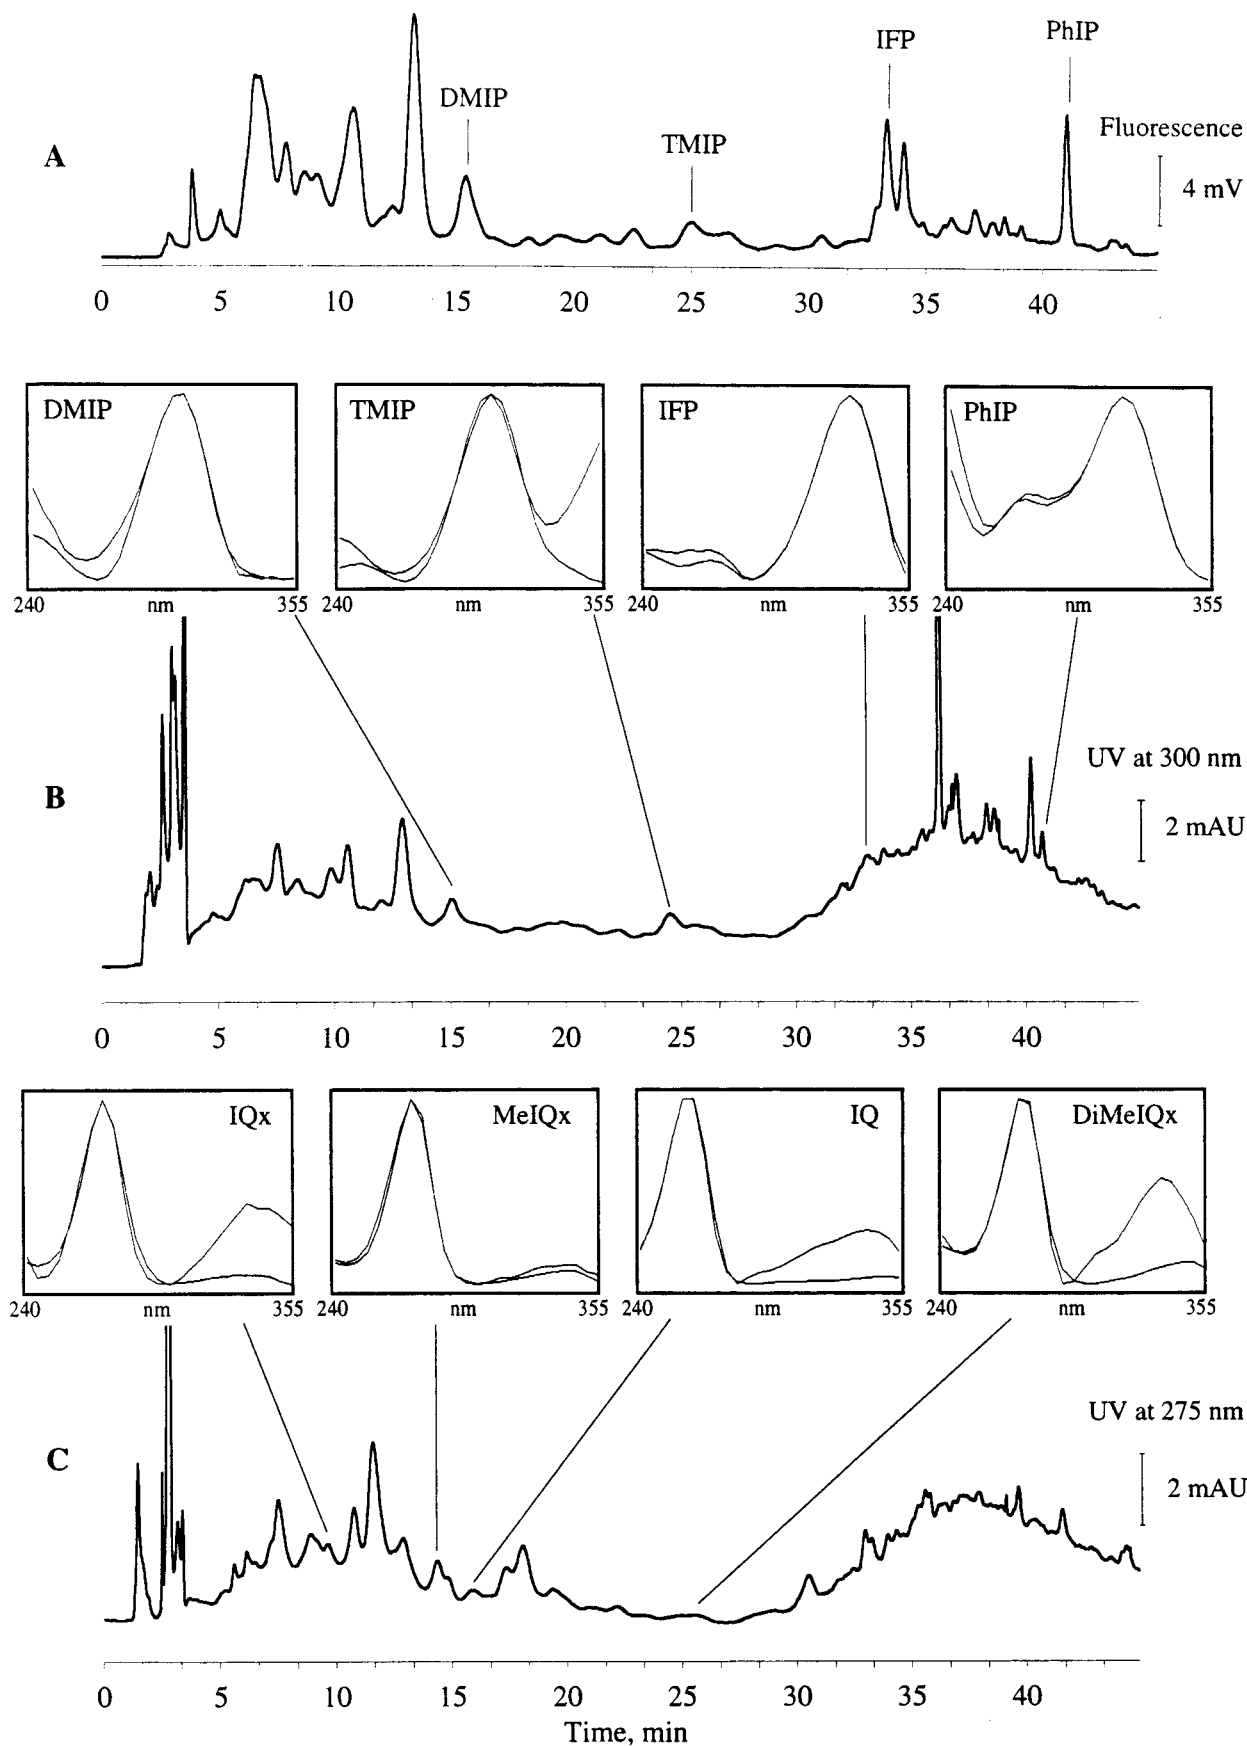 PhIP
IFP
DMIP
Fluorescence
TMIP
A
4 mV
0 5 10 15 20 25 30 35 40
DMIP TMIP IFP PhIP
240 nm 355 240 nm 355 240 nm 355 240 nm 355
UV at 300 nm
B
2 mAU
0 5 10 15 20 25 30 35 40
IQx MeIQx IQ DiMeIQx
240 nm 355 240 nm 355 240 nm 355 240 nm 355
UV at 275 nm
C
2 mAU
0 5 10 15 20 25 30 35 40
Time, min